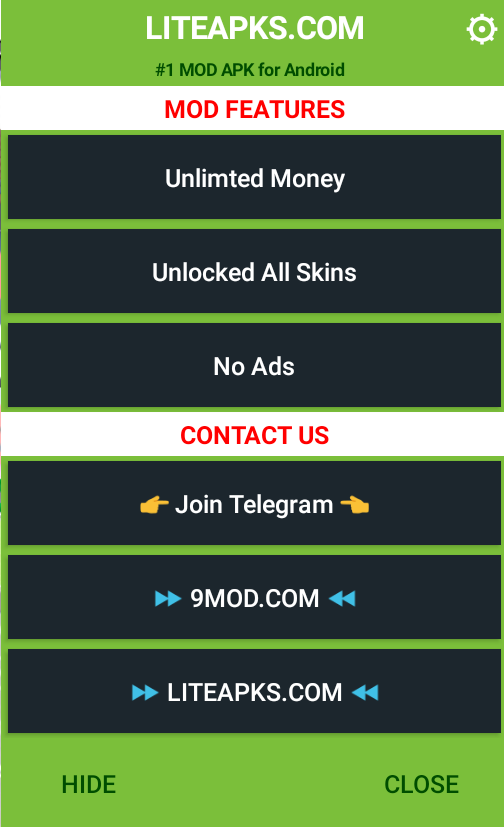 LITEAPKS.COM
#1 MOD APK for Android
MOD FEATURES
Unlimted Money
Unlocked All Skins
No Ads
CONTACT US
👉 Join Telegram 👈
⏩ 9MOD.COM ⏪
⏩ LITEAPKS.COM ⏪
HIDE CLOSE